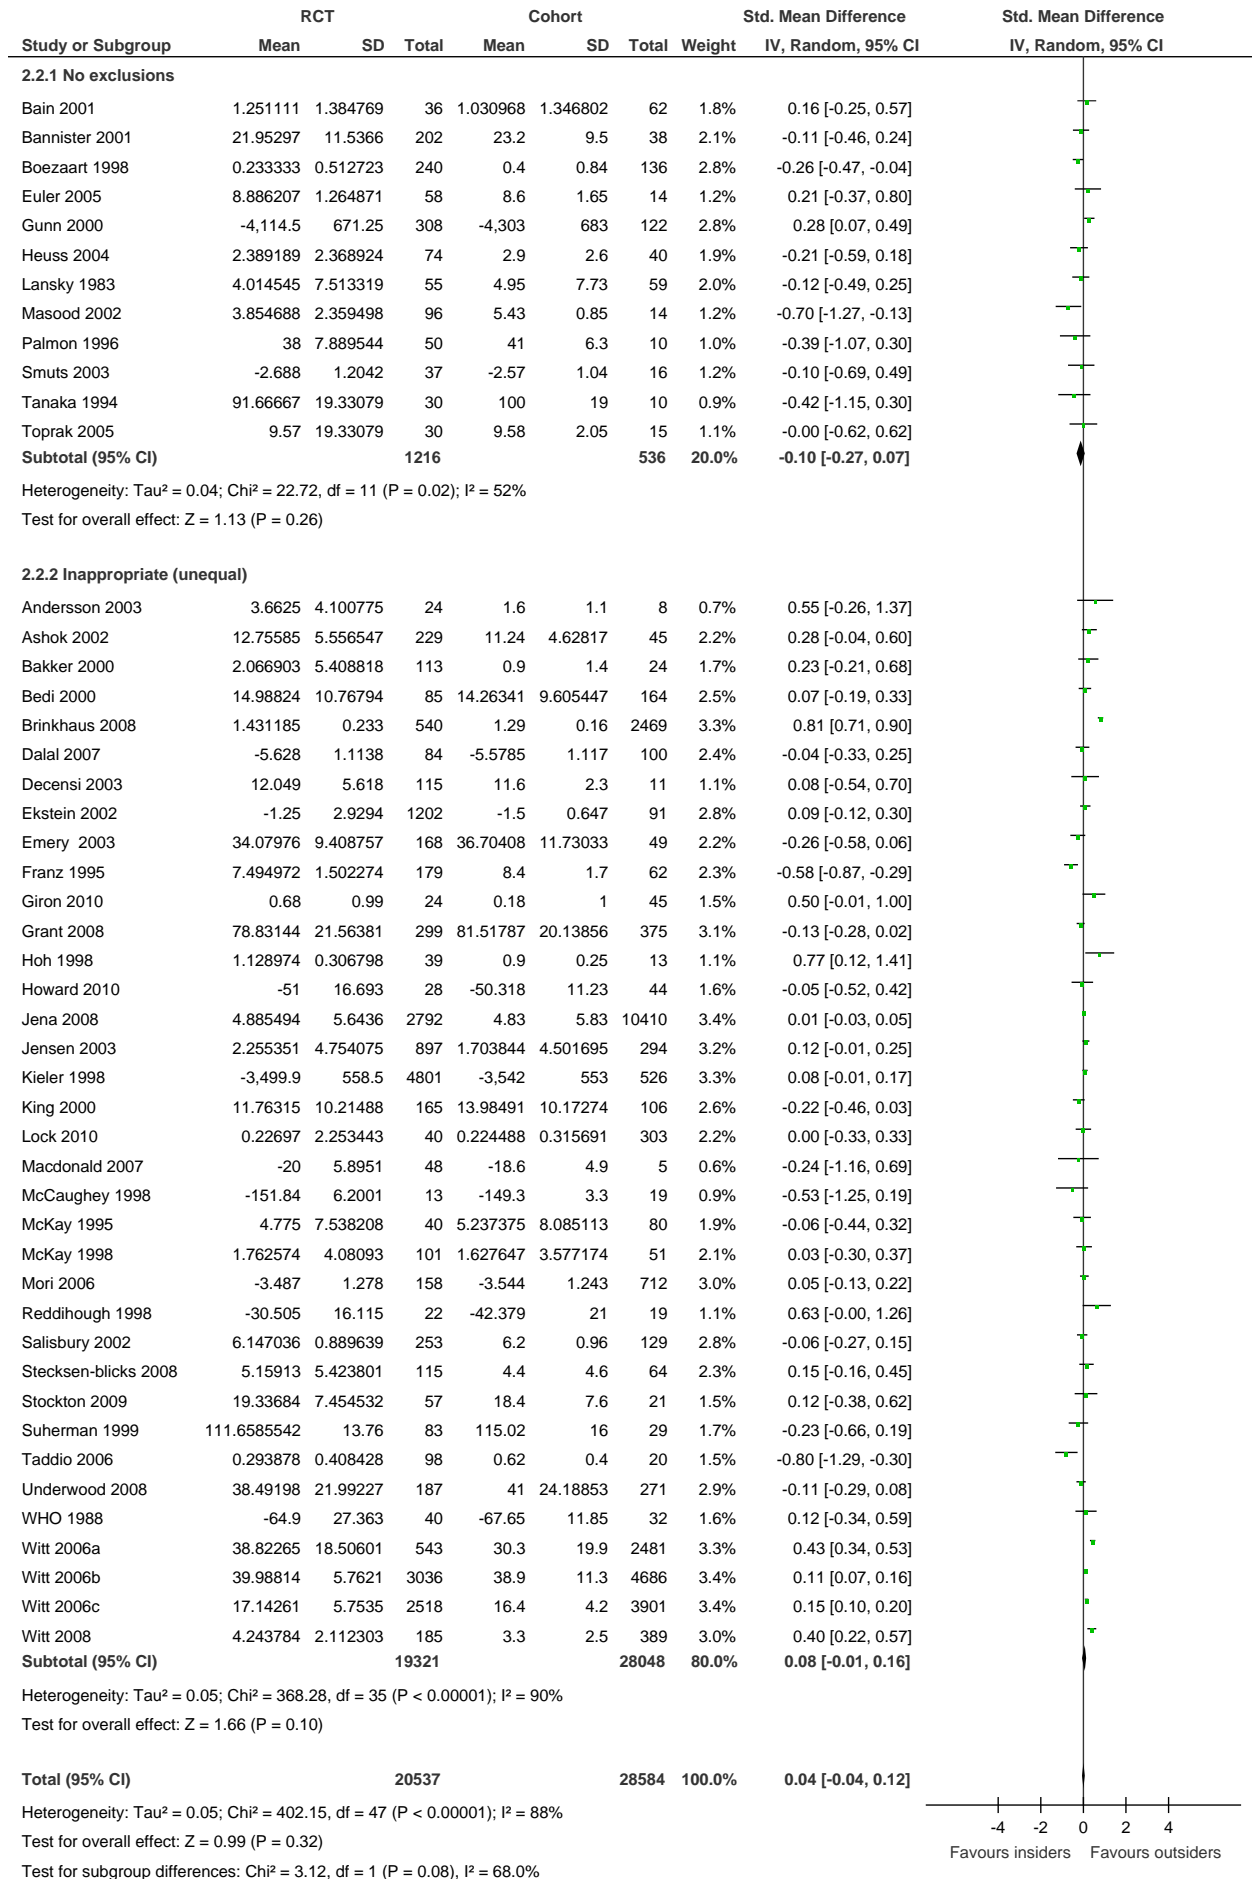 RCT Cohort Std. Mean Difference Std. Mean Difference
Study or Subgroup Mean SD Total Mean SD Total Weight IV, Random, 95% CI IV, Random, 95% CI
2.2.1 No exclusions
Bain 2001 1.251111 1.384769 36 1.030968 1.346802 62 1.8% 0.16 [-0.25, 0.57]
Bannister 2001 21.95297 11.5366 202 23.2 9.5 38 2.1% -0.11 [-0.46, 0.24]
Boezaart 1998 0.233333 0.512723 240 0.4 0.84 136 2.8% -0.26 [-0.47, -0.04]
Euler 2005 8.886207 1.264871 58 8.6 1.65 14 1.2% 0.21 [-0.37, 0.80]
Gunn 2000 -4,114.5 671.25 308 -4,303 683 122 2.8% 0.28 [0.07, 0.49]
Heuss 2004 2.389189 2.368924 74 2.9 2.6 40 1.9% -0.21 [-0.59, 0.18]
Lansky 1983 4.014545 7.513319 55 4.95 7.73 59 2.0% -0.12 [-0.49, 0.25]
Masood 2002 3.854688 2.359498 96 5.43 0.85 14 1.2% -0.70 [-1.27, -0.13]
Palmon 1996 38 7.889544 50 41 6.3 10 1.0% -0.39 [-1.07, 0.30]
Smuts 2003 -2.688 1.2042 37 -2.57 1.04 16 1.2% -0.10 [-0.69, 0.49]
Tanaka 1994 91.66667 19.33079 30 100 19 10 0.9% -0.42 [-1.15, 0.30]
Toprak 2005 9.57 19.33079 30 9.58 2.05 15 1.1% -0.00 [-0.62, 0.62]
Subtotal (95% CI) 1216 536 20.0% -0.10 [-0.27, 0.07]
Heterogeneity: Tau² = 0.04; Chi² = 22.72, df = 11 (P = 0.02); I² = 52%
Test for overall effect: Z = 1.13 (P = 0.26)
2.2.2 Inappropriate (unequal)
Andersson 2003 3.6625 4.100775 24 1.6 1.1 8 0.7% 0.55 [-0.26, 1.37]
Ashok 2002 12.75585 5.556547 229 11.24 4.62817 45 2.2% 0.28 [-0.04, 0.60]
Bakker 2000 2.066903 5.408818 113 0.9 1.4 24 1.7% 0.23 [-0.21, 0.68]
Bedi 2000 14.98824 10.76794 85 14.26341 9.605447 164 2.5% 0.07 [-0.19, 0.33]
Brinkhaus 2008 1.431185 0.233 540 1.29 0.16 2469 3.3% 0.81 [0.71, 0.90]
Dalal 2007 -5.628 1.1138 84 -5.5785 1.117 100 2.4% -0.04 [-0.33, 0.25]
Decensi 2003 12.049 5.618 115 11.6 2.3 11 1.1% 0.08 [-0.54, 0.70]
Ekstein 2002 -1.25 2.9294 1202 -1.5 0.647 91 2.8% 0.09 [-0.12, 0.30]
Emery 2003 34.07976 9.408757 168 36.70408 11.73033 49 2.2% -0.26 [-0.58, 0.06]
Franz 1995 7.494972 1.502274 179 8.4 1.7 62 2.3% -0.58 [-0.87, -0.29]
Giron 2010 0.68 0.99 24 0.18 1 45 1.5% 0.50 [-0.01, 1.00]
Grant 2008 78.83144 21.56381 299 81.51787 20.13856 375 3.1% -0.13 [-0.28, 0.02]
Hoh 1998 1.128974 0.306798 39 0.9 0.25 13 1.1% 0.77 [0.12, 1.41]
Howard 2010 -51 16.693 28 -50.318 11.23 44 1.6% -0.05 [-0.52, 0.42]
Jena 2008 4.885494 5.6436 2792 4.83 5.83 10410 3.4% 0.01 [-0.03, 0.05]
Jensen 2003 2.255351 4.754075 897 1.703844 4.501695 294 3.2% 0.12 [-0.01, 0.25]
Kieler 1998 -3,499.9 558.5 4801 -3,542 553 526 3.3% 0.08 [-0.01, 0.17]
King 2000 11.76315 10.21488 165 13.98491 10.17274 106 2.6% -0.22 [-0.46, 0.03]
Lock 2010 0.22697 2.253443 40 0.224488 0.315691 303 2.2% 0.00 [-0.33, 0.33]
Macdonald 2007 -20 5.8951 48 -18.6 4.9 5 0.6% -0.24 [-1.16, 0.69]
McCaughey 1998 -151.84 6.2001 13 -149.3 3.3 19 0.9% -0.53 [-1.25, 0.19]
McKay 1995 4.775 7.538208 40 5.237375 8.085113 80 1.9% -0.06 [-0.44, 0.32]
McKay 1998 1.762574 4.08093 101 1.627647 3.577174 51 2.1% 0.03 [-0.30, 0.37]
Mori 2006 -3.487 1.278 158 -3.544 1.243 712 3.0% 0.05 [-0.13, 0.22]
Reddihough 1998 -30.505 16.115 22 -42.379 21 19 1.1% 0.63 [-0.00, 1.26]
Salisbury 2002 6.147036 0.889639 253 6.2 0.96 129 2.8% -0.06 [-0.27, 0.15]
Stecksen-blicks 2008 5.15913 5.423801 115 4.4 4.6 64 2.3% 0.15 [-0.16, 0.45]
Stockton 2009 19.33684 7.454532 57 18.4 7.6 21 1.5% 0.12 [-0.38, 0.62]
Suherman 1999 111.6585542 13.76 83 115.02 16 29 1.7% -0.23 [-0.66, 0.19]
Taddio 2006 0.293878 0.408428 98 0.62 0.4 20 1.5% -0.80 [-1.29, -0.30]
Underwood 2008 38.49198 21.99227 187 41 24.18853 271 2.9% -0.11 [-0.29, 0.08]
WHO 1988 -64.9 27.363 40 -67.65 11.85 32 1.6% 0.12 [-0.34, 0.59]
Witt 2006a 38.82265 18.50601 543 30.3 19.9 2481 3.3% 0.43 [0.34, 0.53]
Witt 2006b 39.98814 5.7621 3036 38.9 11.3 4686 3.4% 0.11 [0.07, 0.16]
Witt 2006c 17.14261 5.7535 2518 16.4 4.2 3901 3.4% 0.15 [0.10, 0.20]
Witt 2008 4.243784 2.112303 185 3.3 2.5 389 3.0% 0.40 [0.22, 0.57]
Subtotal (95% CI) 19321 28048 80.0% 0.08 [-0.01, 0.16]
Heterogeneity: Tau² = 0.05; Chi² = 368.28, df = 35 (P < 0.00001); I² = 90%
Test for overall effect: Z = 1.66 (P = 0.10)
Total (95% CI) 20537 28584 100.0% 0.04 [-0.04, 0.12]
Heterogeneity: Tau² = 0.05; Chi² = 402.15, df = 47 (P < 0.00001); I² = 88%
Test for overall effect: Z = 0.99 (P = 0.32)
Test for subgroup differences: Chi² = 3.12, df = 1 (P = 0.08), I² = 68.0%
-4 -2 0 2 4
Favours insiders Favours outsiders